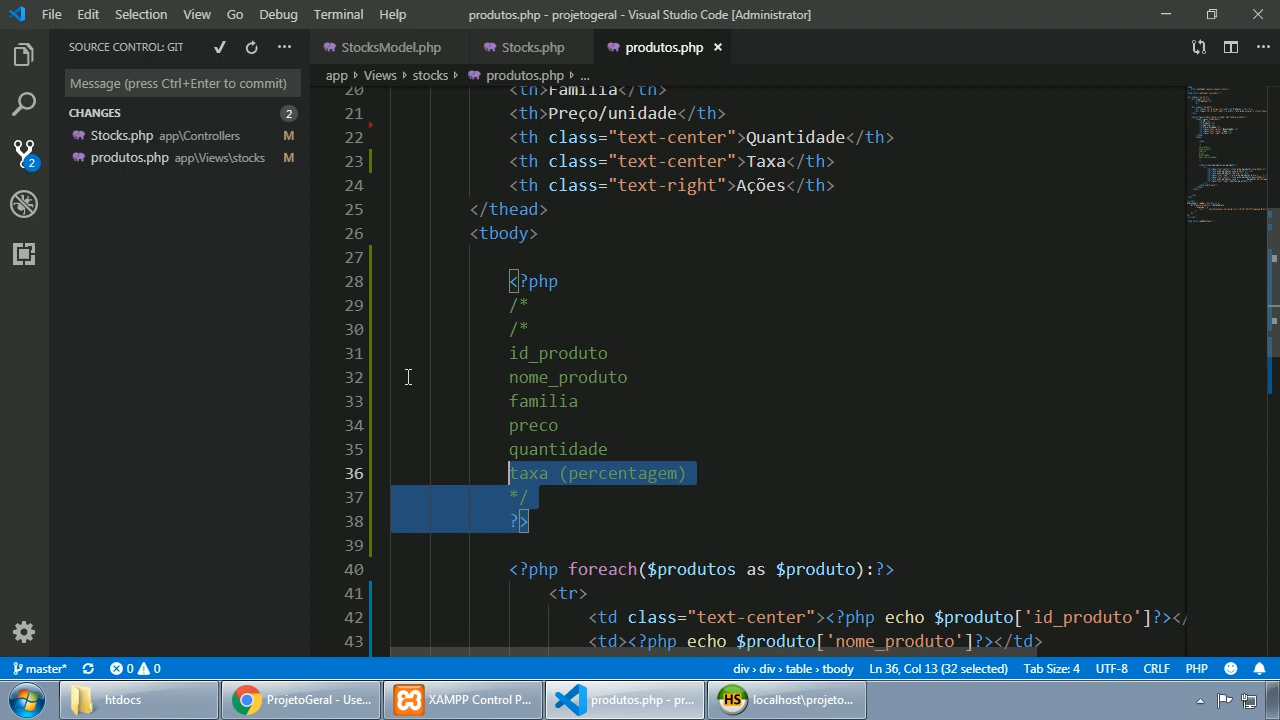 File Edit Selection View Go Debug Terminal Help produtos.php - projetogeral - Visual Studio Code [Administrator]
SOURCE CONTROL: GIT
StocksModel.php Stocks.php produtos.php ×
Message (press Ctrl+Enter to commit)
app › Views › stocks › produtos.php › ...
CHANGES 2
Stocks.php app\Controllers M
produtos.php app\Views\stocks M
20 <th>Família</th>
21 <th>Preço/unidade</th>
22 <th class="text-center">Quantidade</th>
23 <th class="text-center">Taxa</th>
24 <th class="text-right">Ações</th>
25 </thead>
26 <tbody>
27
28 <?php
29 /*
30 /*
31 id_produto
32 nome_produto
33 familia
34 preco
35 quantidade
36 taxa (percentagem)
37 */
38 ?>
39
40 <?php foreach($produtos as $produto):?>
41 <tr>
42 <td class="text-center"><?php echo $produto['id_produto']?></
43 <td><?php echo $produto['nome_produto']?></td>
2
master* 0 0 div › div › table › tbody Ln 36, Col 13 (32 selected) Tab Size: 4 UTF-8 CRLF PHP
htdocs ProjetoGeral - Use... XAMPP Control P... produtos.php - pr... HS localhost\projeto...